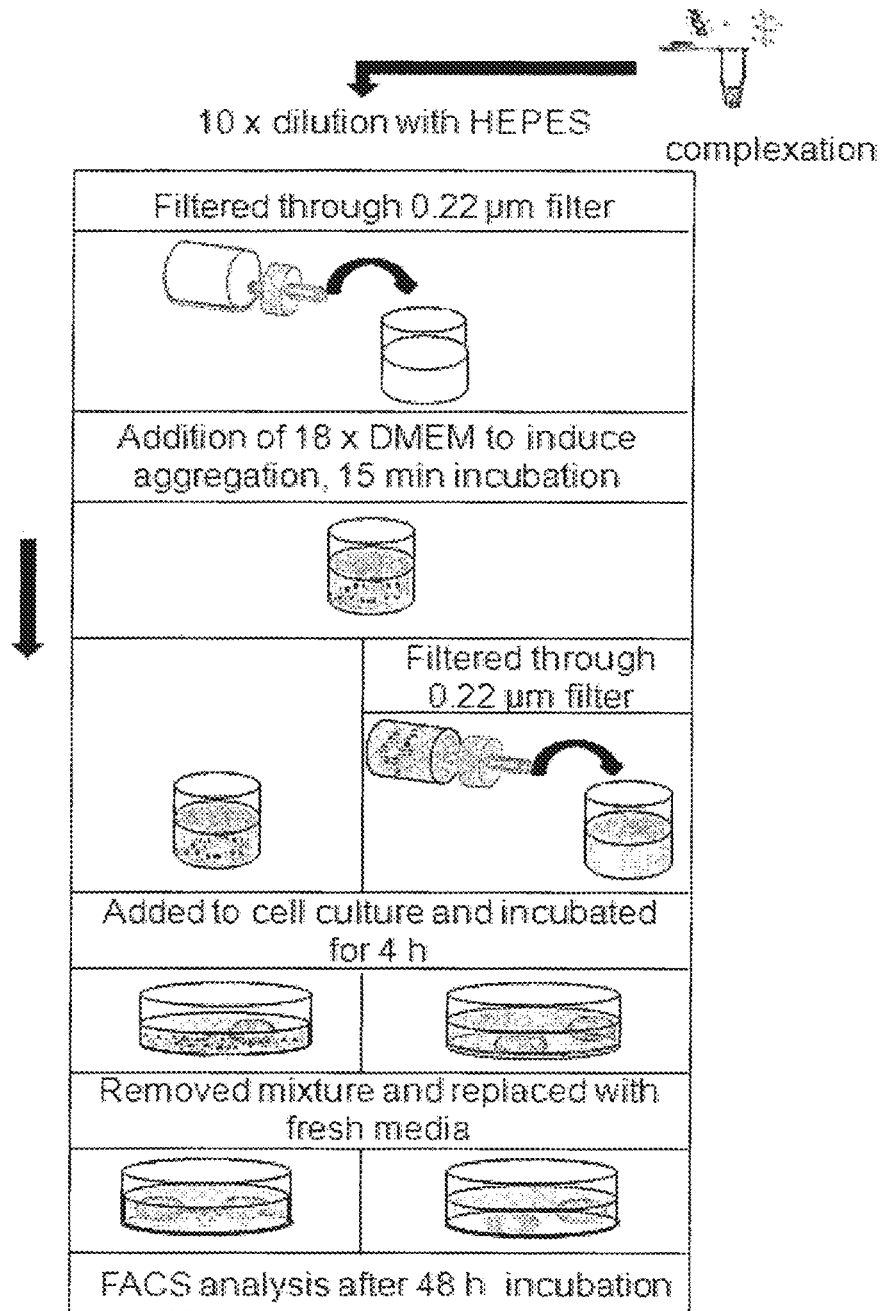 10 x dilution with HEPES
complexation
Filtered through 0.22 µm filter
Addition of 18 x DMEM to induce
aggregation, 15 min incubation
Filtered through
0.22 µm filter
Added to cell culture and incubated
for 4 h
Removed mixture and replaced with
fresh media
FACS analysis after 48 h incubation